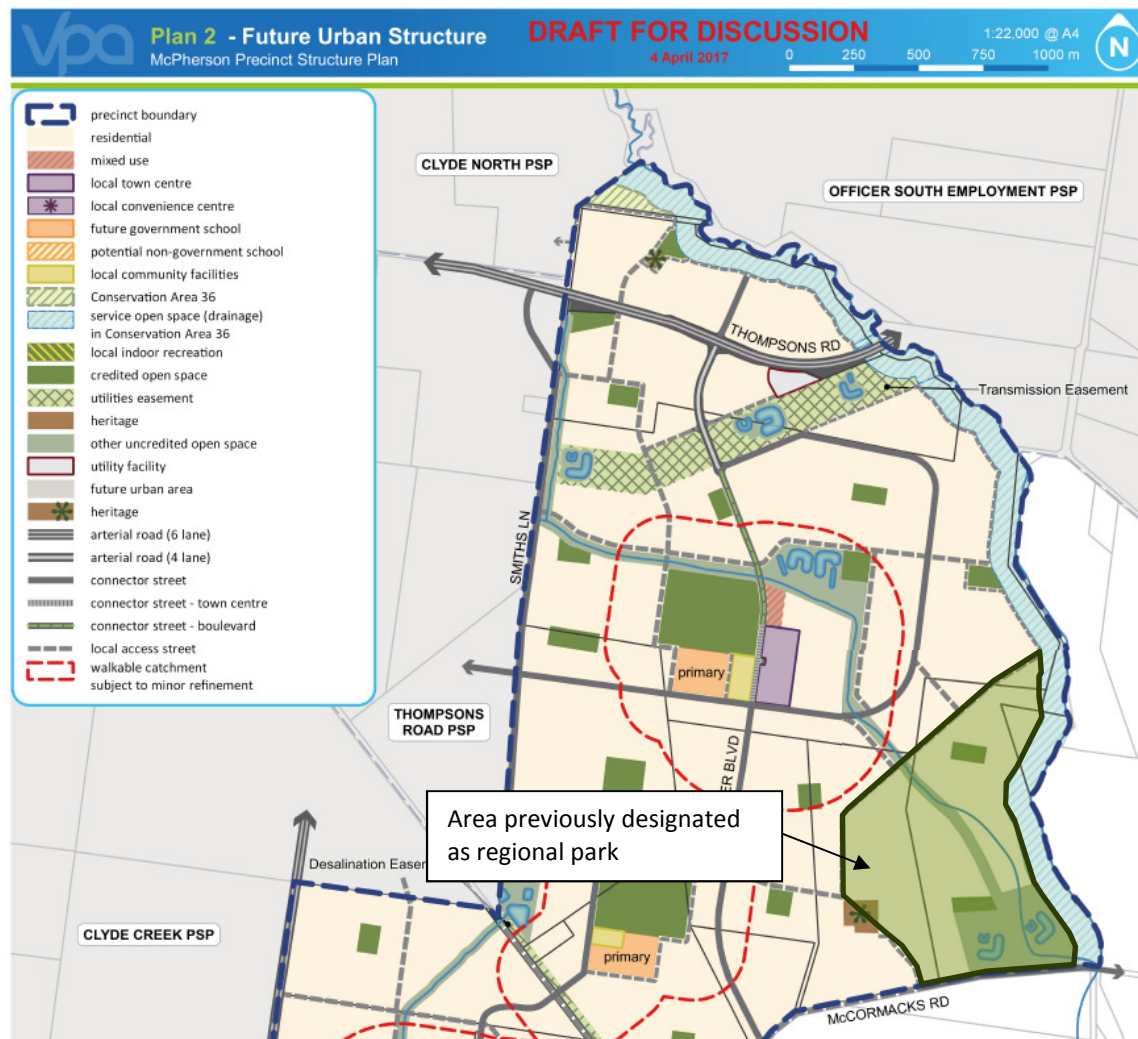 vpa
Plan 2 - Future Urban Structure
McPherson Precinct Structure Plan
DRAFT FOR DISCUSSION
4 April 2017
1:22,000 @ A4
0 250 500 750 1000 m
N
precinct boundary
residential
mixed use
local town centre
local convenience centre
future government school
potential non-government school
local community facilities
Conservation Area 36
service open space (drainage)
in Conservation Area 36
local indoor recreation
credited open space
utilities easement
heritage
other uncredited open space
utility facility
future urban area
heritage
arterial road (6 lane)
arterial road (4 lane)
connector street
connector street - town centre
connector street - boulevard
local access street
walkable catchment
subject to minor refinement
CLYDE NORTH PSP
OFFICER SOUTH EMPLOYMENT PSP
THOMPSONS RD
Transmission Easement
SMITHS LN
primary
THOMPSONS
ROAD PSP
ER BLVD
Area previously designated
as regional park
Desalination Easer
CLYDE CREEK PSP
primary
McCORMACKS RD